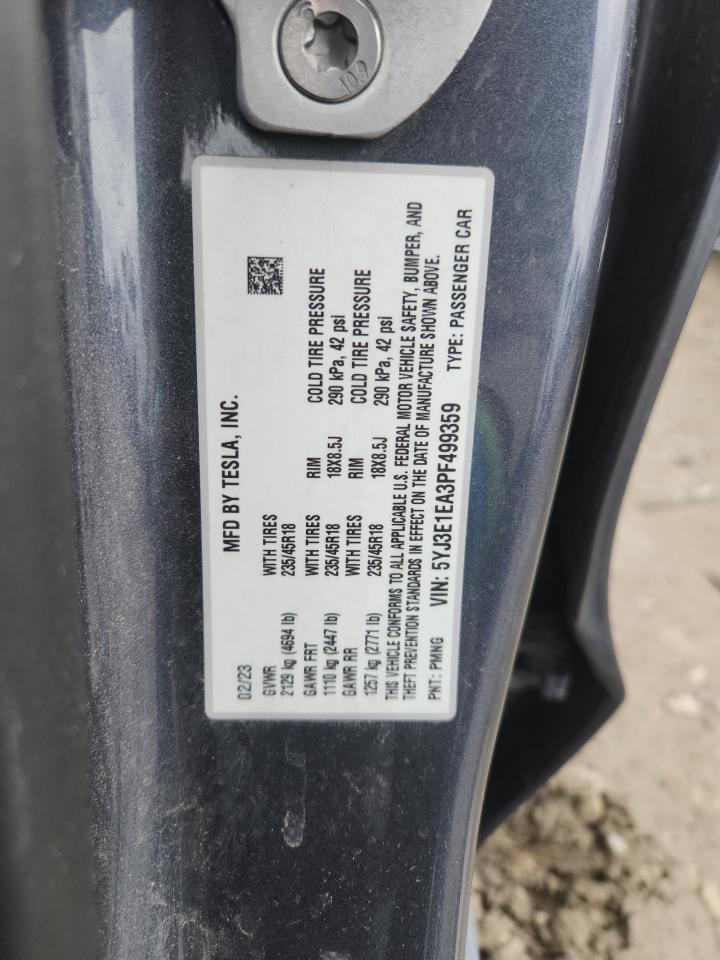 10.9
02/23 MFD BY TESLA, INC.
GVWR WITH TIRES RIM COLD TIRE PRESSURE
2129 kg (4694 lb) 235/45R18 18X8.5J 290 kPa, 42 psi
GAWR FRT WITH TIRES RIM COLD TIRE PRESSURE
1110 kg (2447 lb) 235/45R18 18X8.5J 290 kPa, 42 psi
GAWR RR WITH TIRES
1257 kg (2771 lb) 235/45R18
THIS VEHICLE CONFORMS TO ALL APPLICABLE U.S. FEDERAL MOTOR VEHICLE SAFETY, BUMPER, AND
THEFT PREVENTION STANDARDS IN EFFECT ON THE DATE OF MANUFACTURE SHOWN ABOVE.
PNT: PMNG VIN: 5YJ3E1EA3PF499359 TYPE: PASSENGER CAR